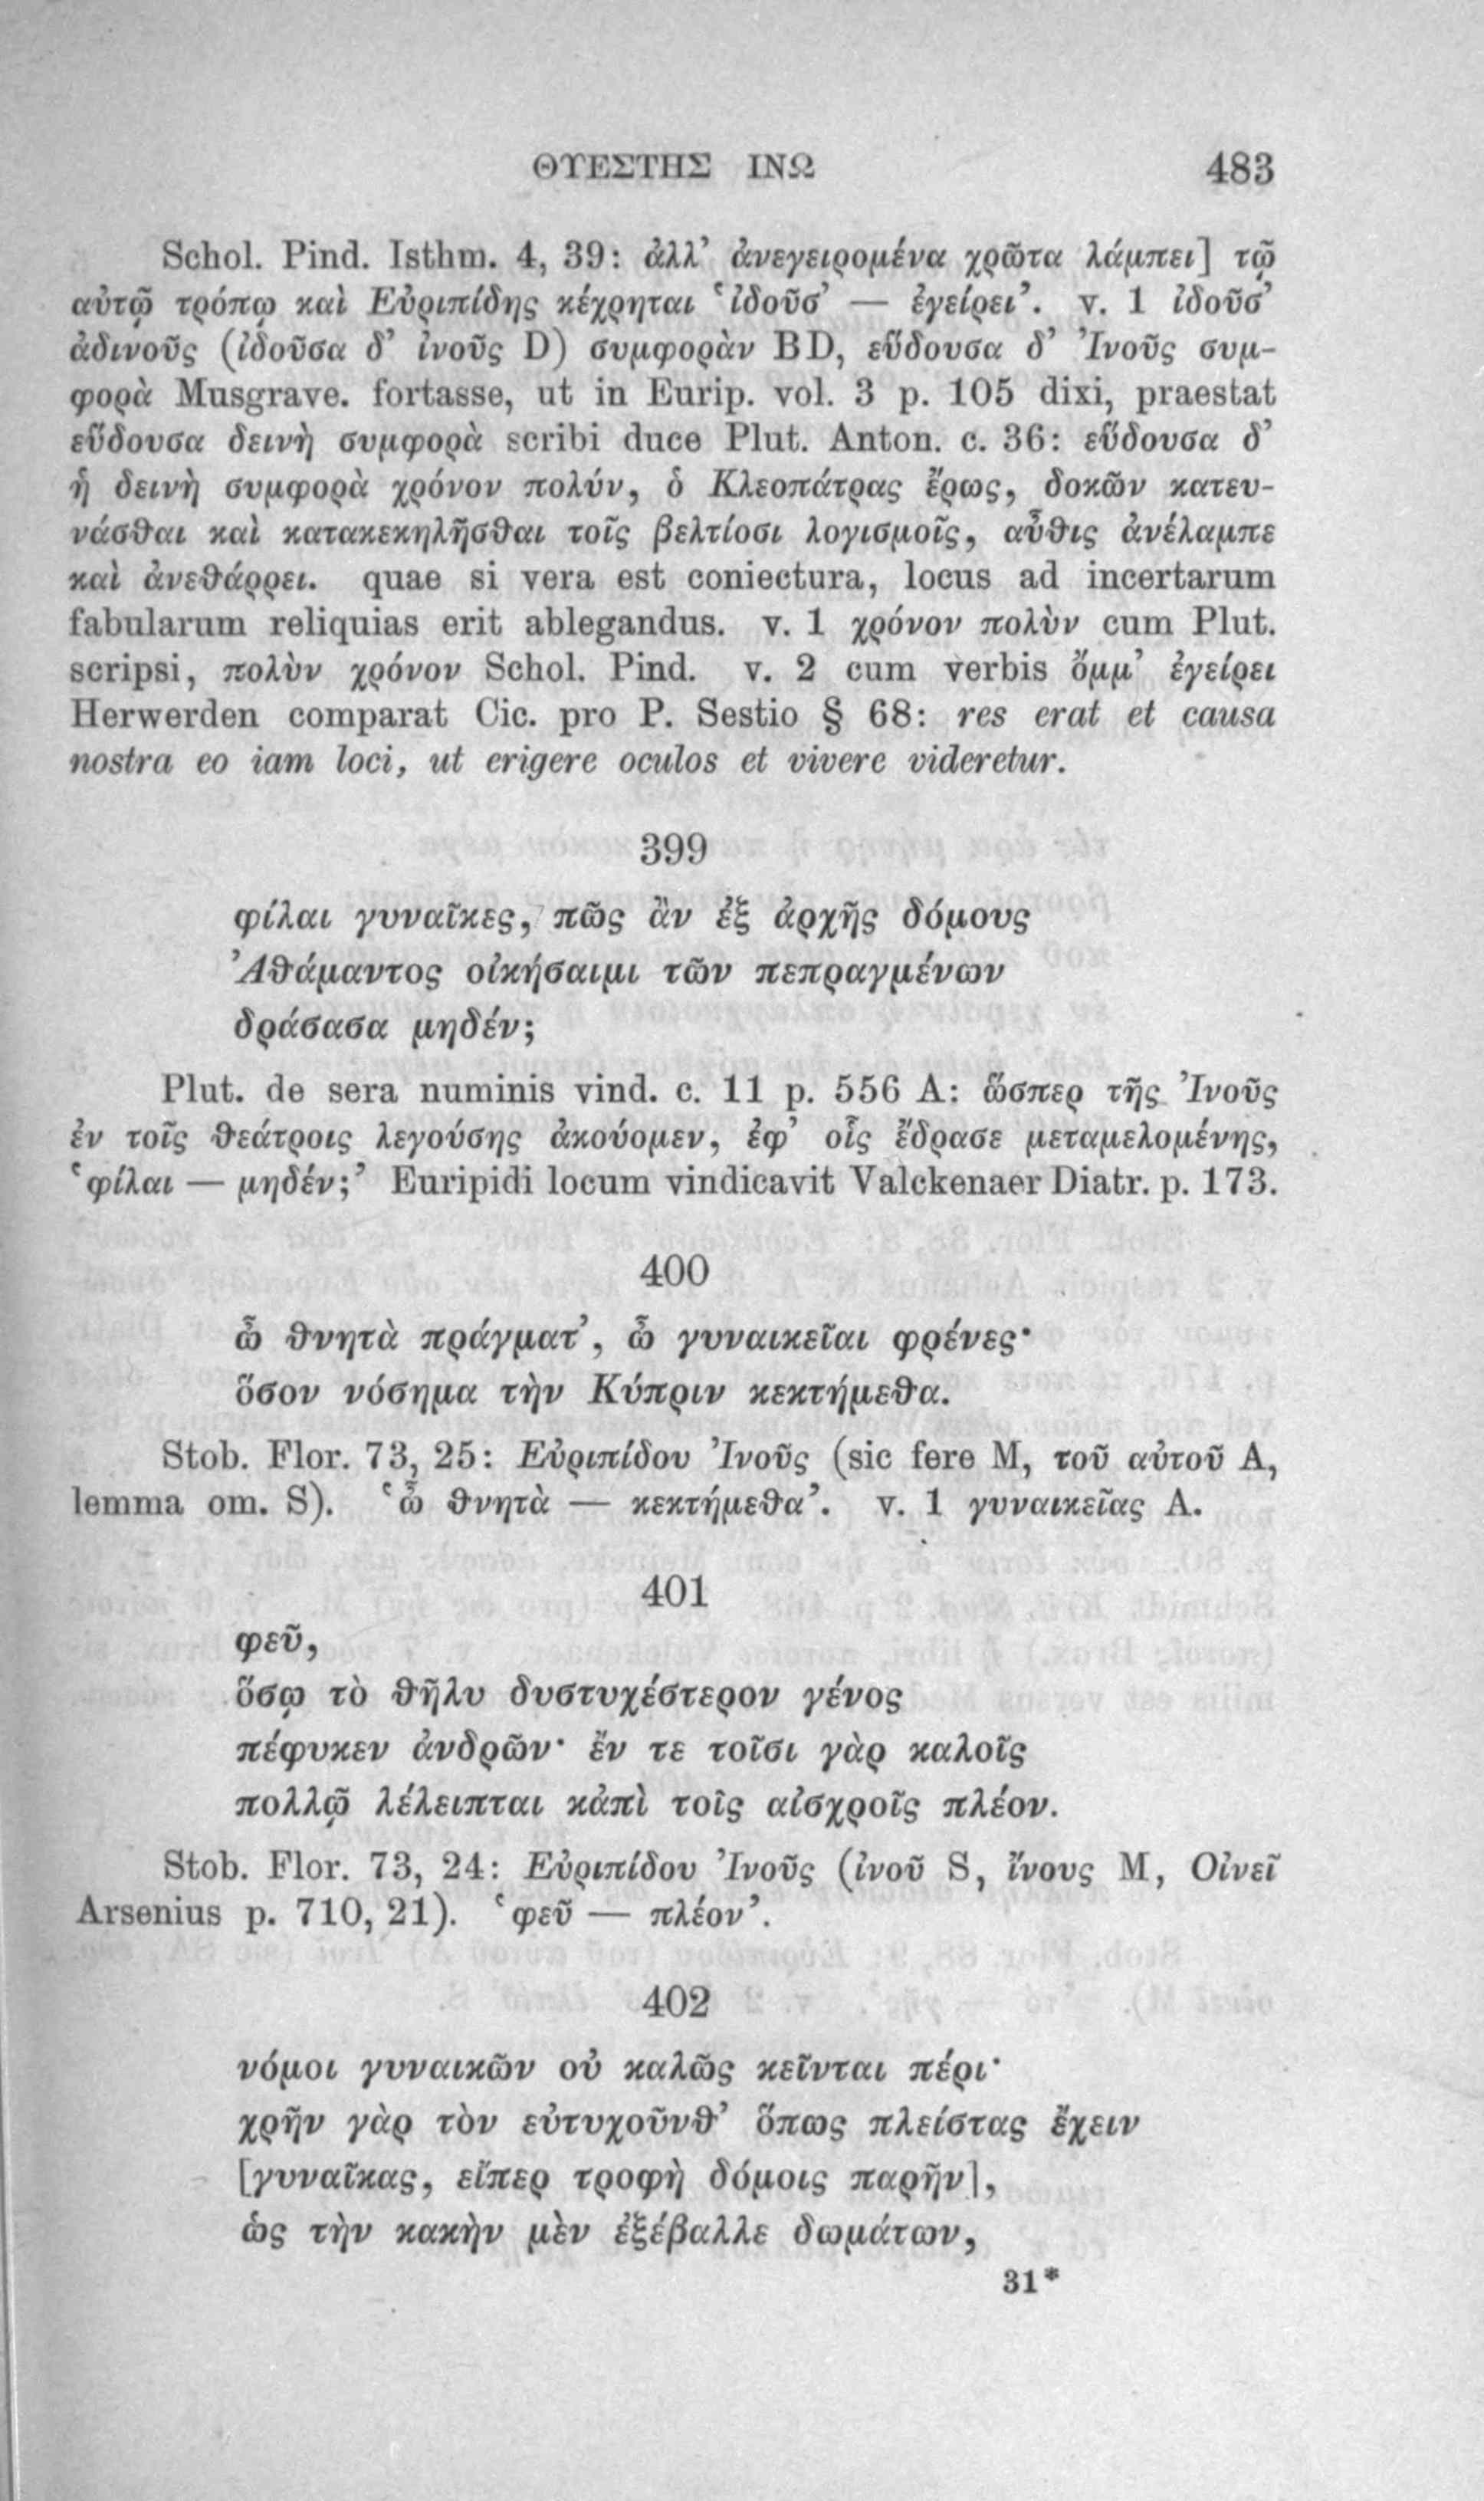 ΘΥΕΣΤΗΣ ΙΝΩ 483
Schol. Pind. Isthm. 4, 39: ἀλλ’ ἀνεγειρομένα χρῶτα λάμπει] τῷ
αὐτῷ τρόπῳ καὶ Εὐριπίδης κέχρηται ‘ἰδοῦσ’ — ἐγείρει’. v. 1 ἰδοῦσ’
ἀδινοῦς (ἰδοῦσα δ’ ἰνοῦς D) συμφορὰν BD, εὕδουσα δ’ Ἰνοῦς συμ-
φορὰ Musgrave. fortasse, ut in Eurip. vol. 3 p. 105 dixi, praestat
εὕδουσα δεινὴ συμφορὰ scribi duce Plut. Anton. c. 36: εὕδουσα δ’
ἡ δεινὴ συμφορὰ χρόνον πολύν, ὁ Κλεοπάτρας ἔρως, δοκῶν κατευ-
νάσθαι καὶ κατακεκηλῆσθαι τοῖς βελτίοσι λογισμοῖς, αὖθις ἀνέλαμπε
καὶ ἀνεθάρρει. quae si vera est coniectura, locus ad incertarum
fabularum reliquias erit ablegandus. v. 1 χρόνον πολὺν cum Plut.
scripsi, πολὺν χρόνον Schol. Pind. v. 2 cum verbis ὄμμ’ ἐγείρει
Herwerden comparat Cic. pro P. Sestio § 68: res erat et causa
nostra eo iam loci, ut erigere oculos et vivere videretur.
399
φίλαι γυναῖκες, πῶς ἂν ἐξ ἀρχῆς δόμους
Ἀθάμαντος οἰκήσαιμι τῶν πεπραγμένων
δράσασα μηδέν;
Plut. de sera numinis vind. c. 11 p. 556 A: ὥσπερ τῆς Ἰνοῦς
ἐν τοῖς θεάτροις λεγούσης ἀκούομεν, ἐφ’ οἷς ἔδρασε μεταμελομένης,
‘φίλαι — μηδέν;’ Euripidi locum vindicavit Valckenaer Diatr. p. 173.
400
ὦ θνητὰ πράγματ’, ὦ γυναικεῖαι φρένες·
ὅσον νόσημα τὴν Κύπριν κεκτήμεθα.
Stob. Flor. 73, 25: Εὐριπίδου Ἰνοῦς (sic fere M, τοῦ αὐτοῦ A,
lemma om. S). ‘ὦ θνητὰ — κεκτήμεθα’. v. 1 γυναικεῖας A.
401
φεῦ,
ὅσῳ τὸ θῆλυ δυστυχέστερον γένος
πέφυκεν ἀνδρῶν· ἔν τε τοῖσι γὰρ καλοῖς
πολλῷ λέλειπται κἀπὶ τοῖς αἰσχροῖς πλέον.
Stob. Flor. 73, 24: Εὐριπίδου Ἰνοῦς (ἰνοῦ S, ἴνους M, Οἰνεῖ
Arsenius p. 710, 21). ‘φεῦ — πλέον’.
402
νόμοι γυναικῶν οὐ καλῶς κεῖνται πέρι·
χρῆν γὰρ τὸν εὐτυχοῦνθ’ ὅπως πλείστας ἔχειν
[γυναῖκας, εἴπερ τροφὴ δόμοις παρῆν],
ὡς τὴν κακὴν μὲν ἐξέβαλλε δωμάτων,
31*